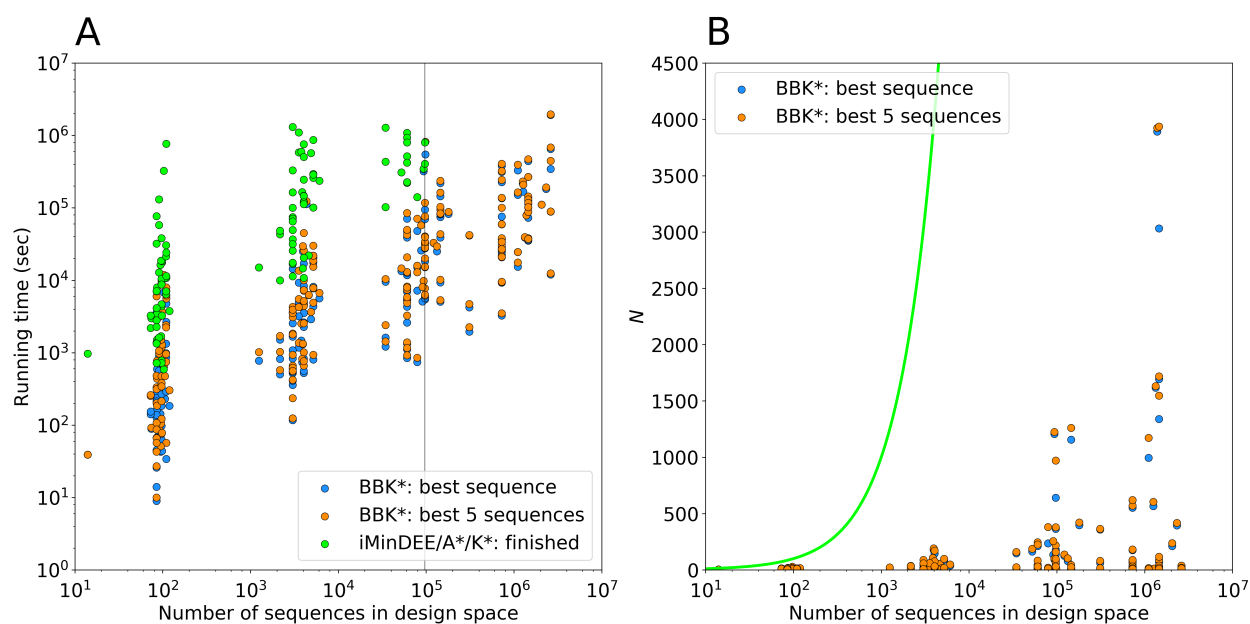 A
10^7
10^6
10^5
10^4
10^3
10^2
10^1
10^0
Running time (sec)
BBK*: best sequence
BBK*: best 5 sequences
iMinDEE/A*/K*: finished
10^1 10^2 10^3 10^4 10^5 10^6 10^7
Number of sequences in design space
B
4500
4000
3500
3000
2500
2000
1500
1000
500
0
N
BBK*: best sequence
BBK*: best 5 sequences
10^1 10^2 10^3 10^4 10^5 10^6 10^7
Number of sequences in design space